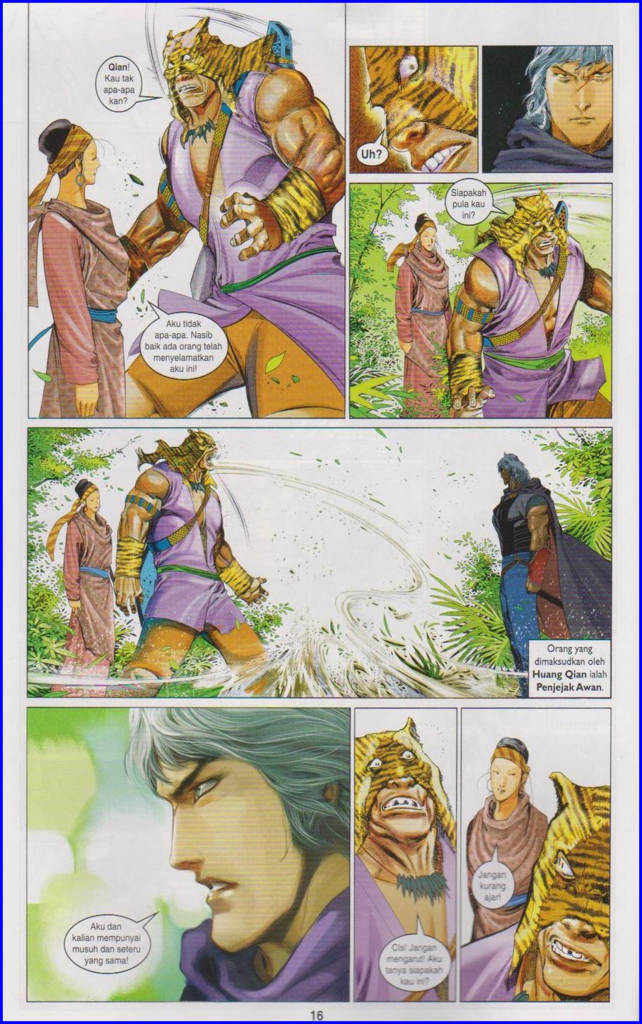 Qian!
Kau tak
apa-apa
kan?
Aku tidak
apa-apa. Nasib
baik ada orang telah
menyelamatkan
aku ini!
Uh?
Siapakah
pula kau
ini?
Orang yang
dimaksudkan oleh
Huang Qian ialah
Penjejak Awan.
Aku dan
kalian mempunyai
musuh dan seteru
yang sama!
Cis! Jangan
mengarut! Aku
tanya siapakah
kau ini?
Jangan
kurang
ajar!
16